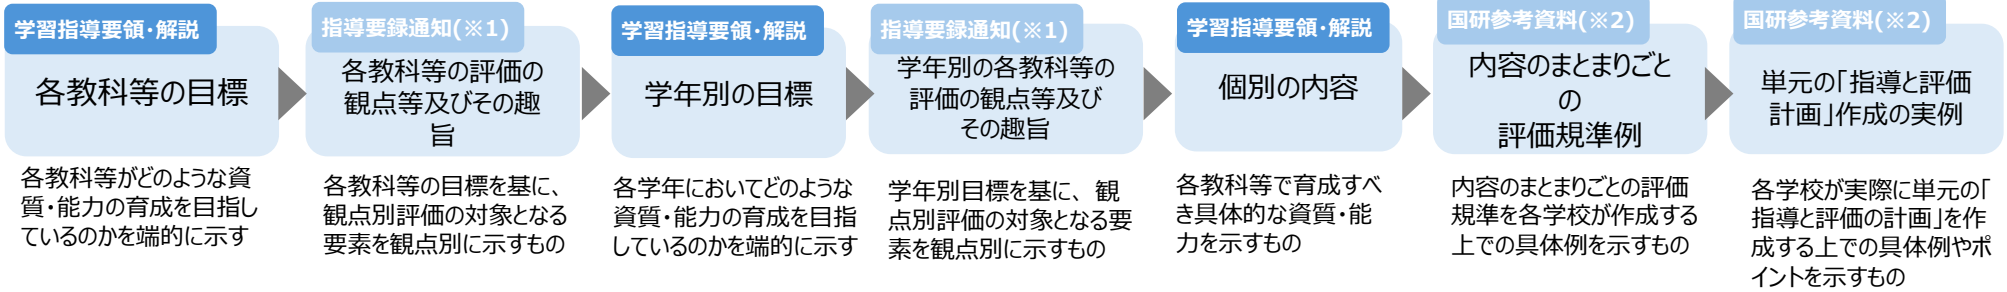 学習指導要領・解説
各教科等の目標
各教科等がどのような資
質・能力の育成を目指し
ているのかを端的に示す
指導要録通知(※1)
各教科等の評価の
観点等及びその趣
旨
各教科等の目標を基に、
観点別評価の対象となる
要素を観点別に示すもの
学習指導要領・解説
学年別の目標
各学年においてどのような
資質・能力の育成を目指
しているのかを端的に示す
指導要録通知(※1)
学年別の各教科等の
評価の観点等及び
その趣旨
学年別目標を基に、観
点別評価の対象となる要
素を観点別に示すもの
学習指導要領・解説
個別の内容
各教科等で育成すべ
き具体的な資質・能
力を示すもの
国研参考資料(※2)
内容のまとまりごと
の
評価規準例
内容のまとまりごとの評価
規準を各学校が作成する
上での具体例を示すもの
国研参考資料(※2)
単元の「指導と評価
計画」作成の実例
各学校が実際に単元の「
指導と評価の計画」を作
成する上での具体例やポ
イントを示すもの